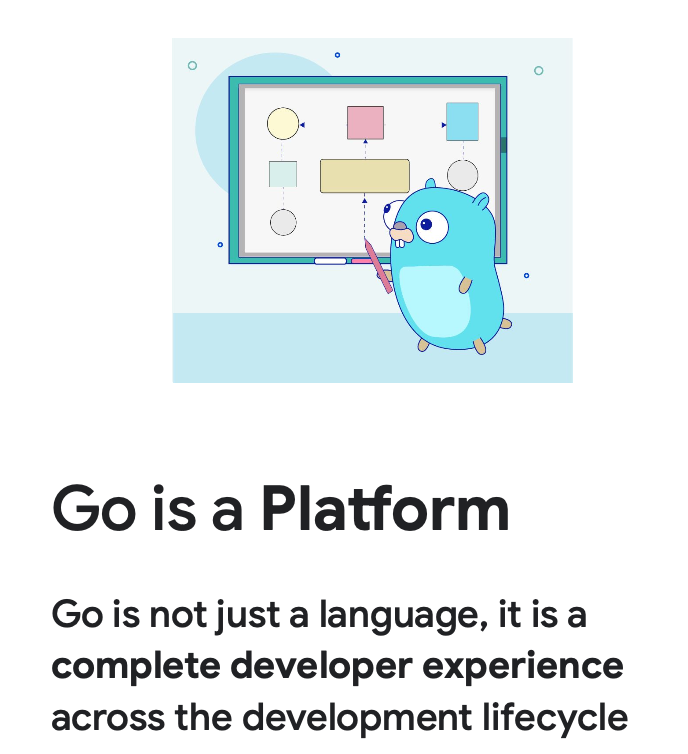 Go is a Platform
Go is not just a language, it is a
complete developer experience
across the development lifecycle